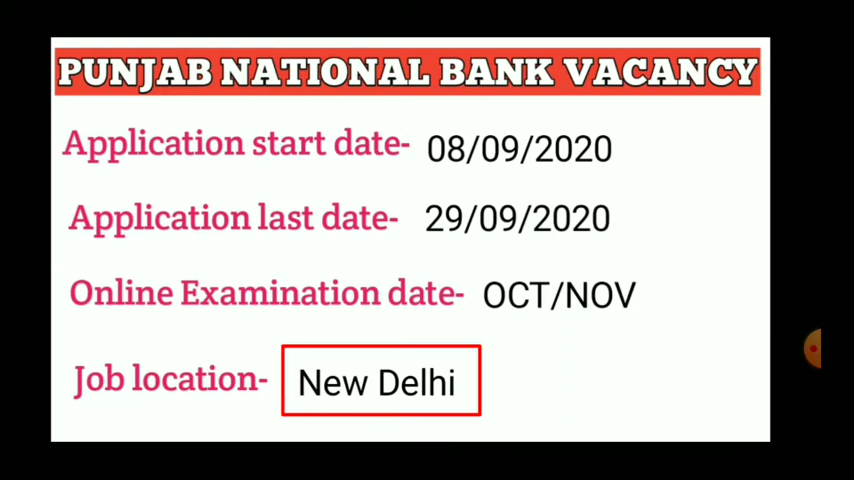 PUNJAB NATIONAL BANK VACANCY
Application start date- 08/09/2020
Application last date- 29/09/2020
Online Examination date- OCT/NOV
Job location- New Delhi